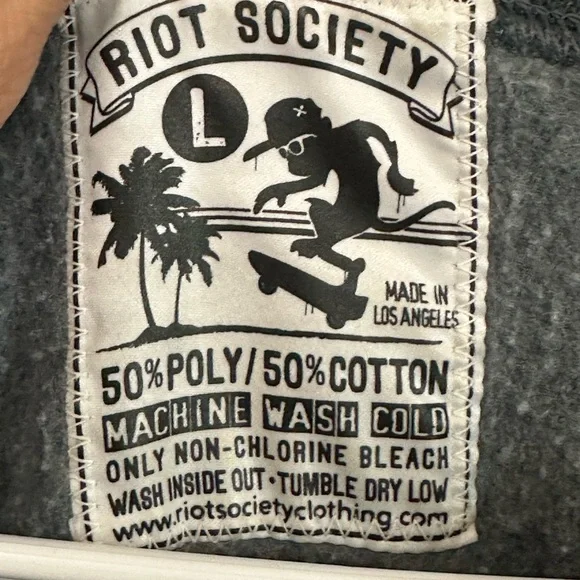 RIOT SOCIETY
L
MADE IN
LOS ANGELES
50% POLY/50% COTTON
MACHINE WASH COLD
ONLY NON-CHLORINE BLEACH
WASH INSIDE OUT • TUMBLE DRY LOW
www.riotsocietyclothing.com